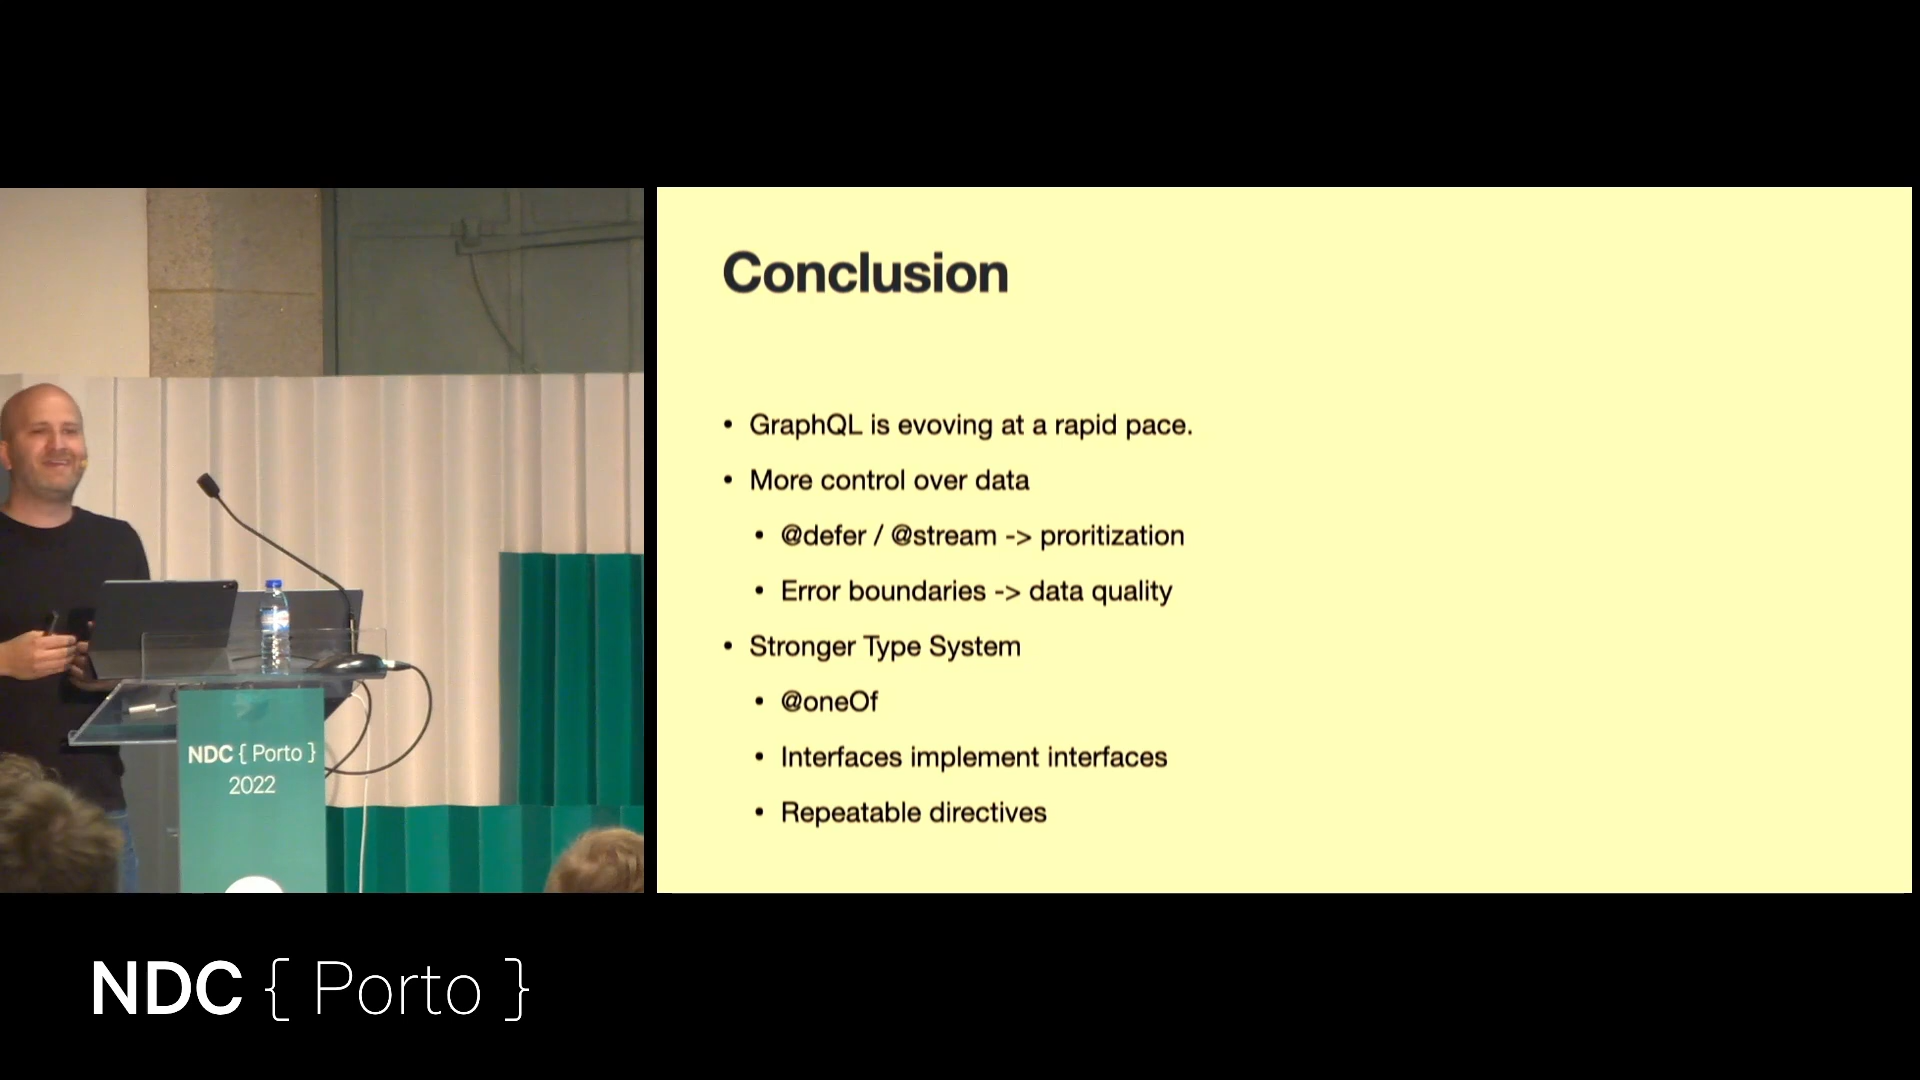 Conclusion
• GraphQL is evoving at a rapid pace.
• More control over data
• @defer / @stream -> proritization
• Error boundaries -> data quality
• Stronger Type System
• @oneOf
• Interfaces implement interfaces
• Repeatable directives
NDC { Porto }
2022
NDC { Porto }